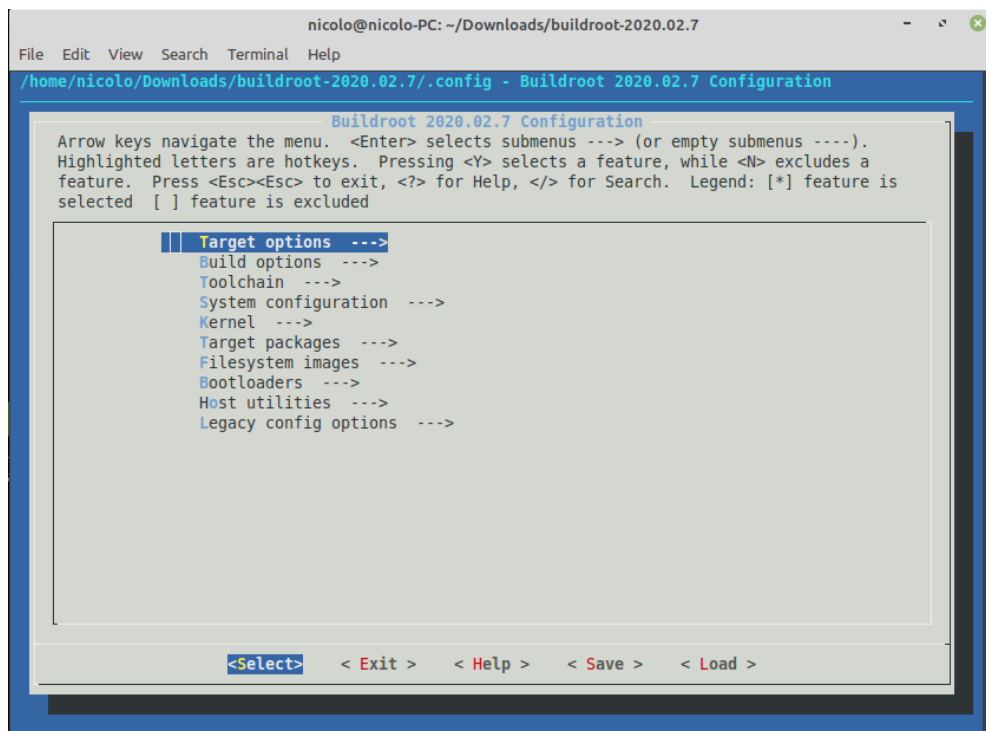 nicolo@nicolo-PC: ~/Downloads/buildroot-2020.02.7
File Edit View Search Terminal Help
/home/nicolo/Downloads/buildroot-2020.02.7/.config - Buildroot 2020.02.7 Configuration
Buildroot 2020.02.7 Configuration
Arrow keys navigate the menu. <Enter> selects submenus ---> (or empty submenus ----).
Highlighted letters are hotkeys. Pressing <Y> selects a feature, while <N> excludes a
feature. Press <Esc><Esc> to exit, <?> for Help, </> for Search. Legend: [*] feature is
selected [ ] feature is excluded
Target options --->
Build options --->
Toolchain --->
System configuration --->
Kernel --->
Target packages --->
Filesystem images --->
Bootloaders --->
Host utilities --->
Legacy config options --->
<Select> < Exit > < Help > < Save > < Load >